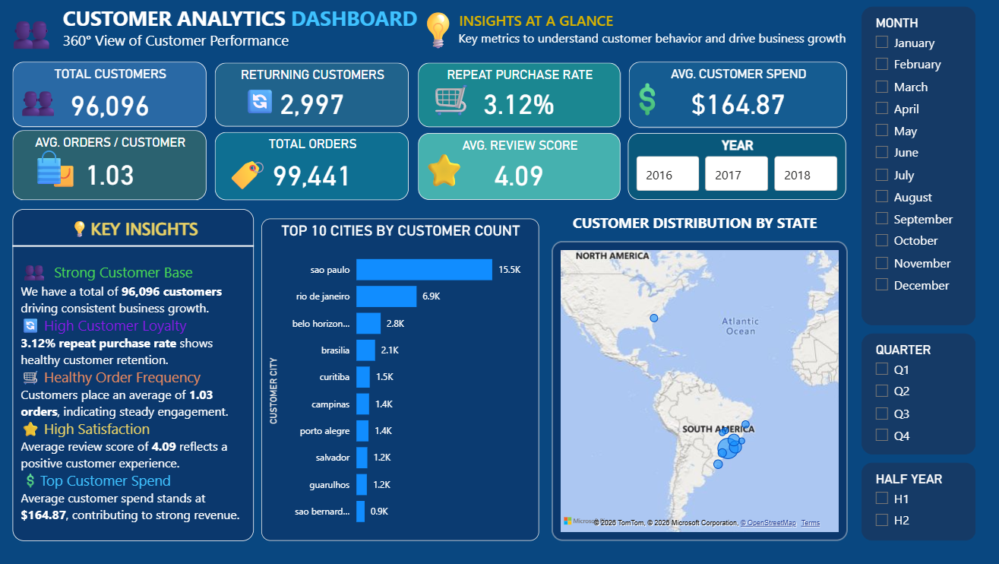 CUSTOMER ANALYTICS DASHBOARD
360° View of Customer Performance
INSIGHTS AT A GLANCE
Key metrics to understand customer behavior and drive business growth
TOTAL CUSTOMERS
96,096
RETURNING CUSTOMERS
2,997
REPEAT PURCHASE RATE
3.12%
AVG. CUSTOMER SPEND
$164.87
AVG. ORDERS / CUSTOMER
1.03
TOTAL ORDERS
99,441
AVG. REVIEW SCORE
4.09
YEAR
2016
2017
2018
KEY INSIGHTS
Strong Customer Base
We have a total of 96,096 customers
driving consistent business growth.
High Customer Loyalty
3.12% repeat purchase rate shows
healthy customer retention.
Healthy Order Frequency
Customers place an average of 1.03
orders, indicating steady engagement.
High Satisfaction
Average review score of 4.09 reflects a
positive customer experience.
$ Top Customer Spend
Average customer spend stands at
$164.87, contributing to strong revenue.
TOP 10 CITIES BY CUSTOMER COUNT
CUSTOMER CITY
sao paulo 15.5K
rio de janeiro 6.9K
belo horizon... 2.8K
brasilia 2.1K
curitiba 1.5K
campinas 1.4K
porto alegre 1.4K
salvador 1.2K
guarulhos 1.2K
sao bernard... 0.9K
CUSTOMER DISTRIBUTION BY STATE
NORTH AMERICA
Atlantic
Ocean
SOUTH AMERICA
Microsoft
© 2026 TomTom, © 2026 Microsoft Corporation, © OpenStreetMap Terms
MONTH
January
February
March
April
May
June
July
August
September
October
November
December
QUARTER
Q1
Q2
Q3
Q4
HALF YEAR
H1
H2